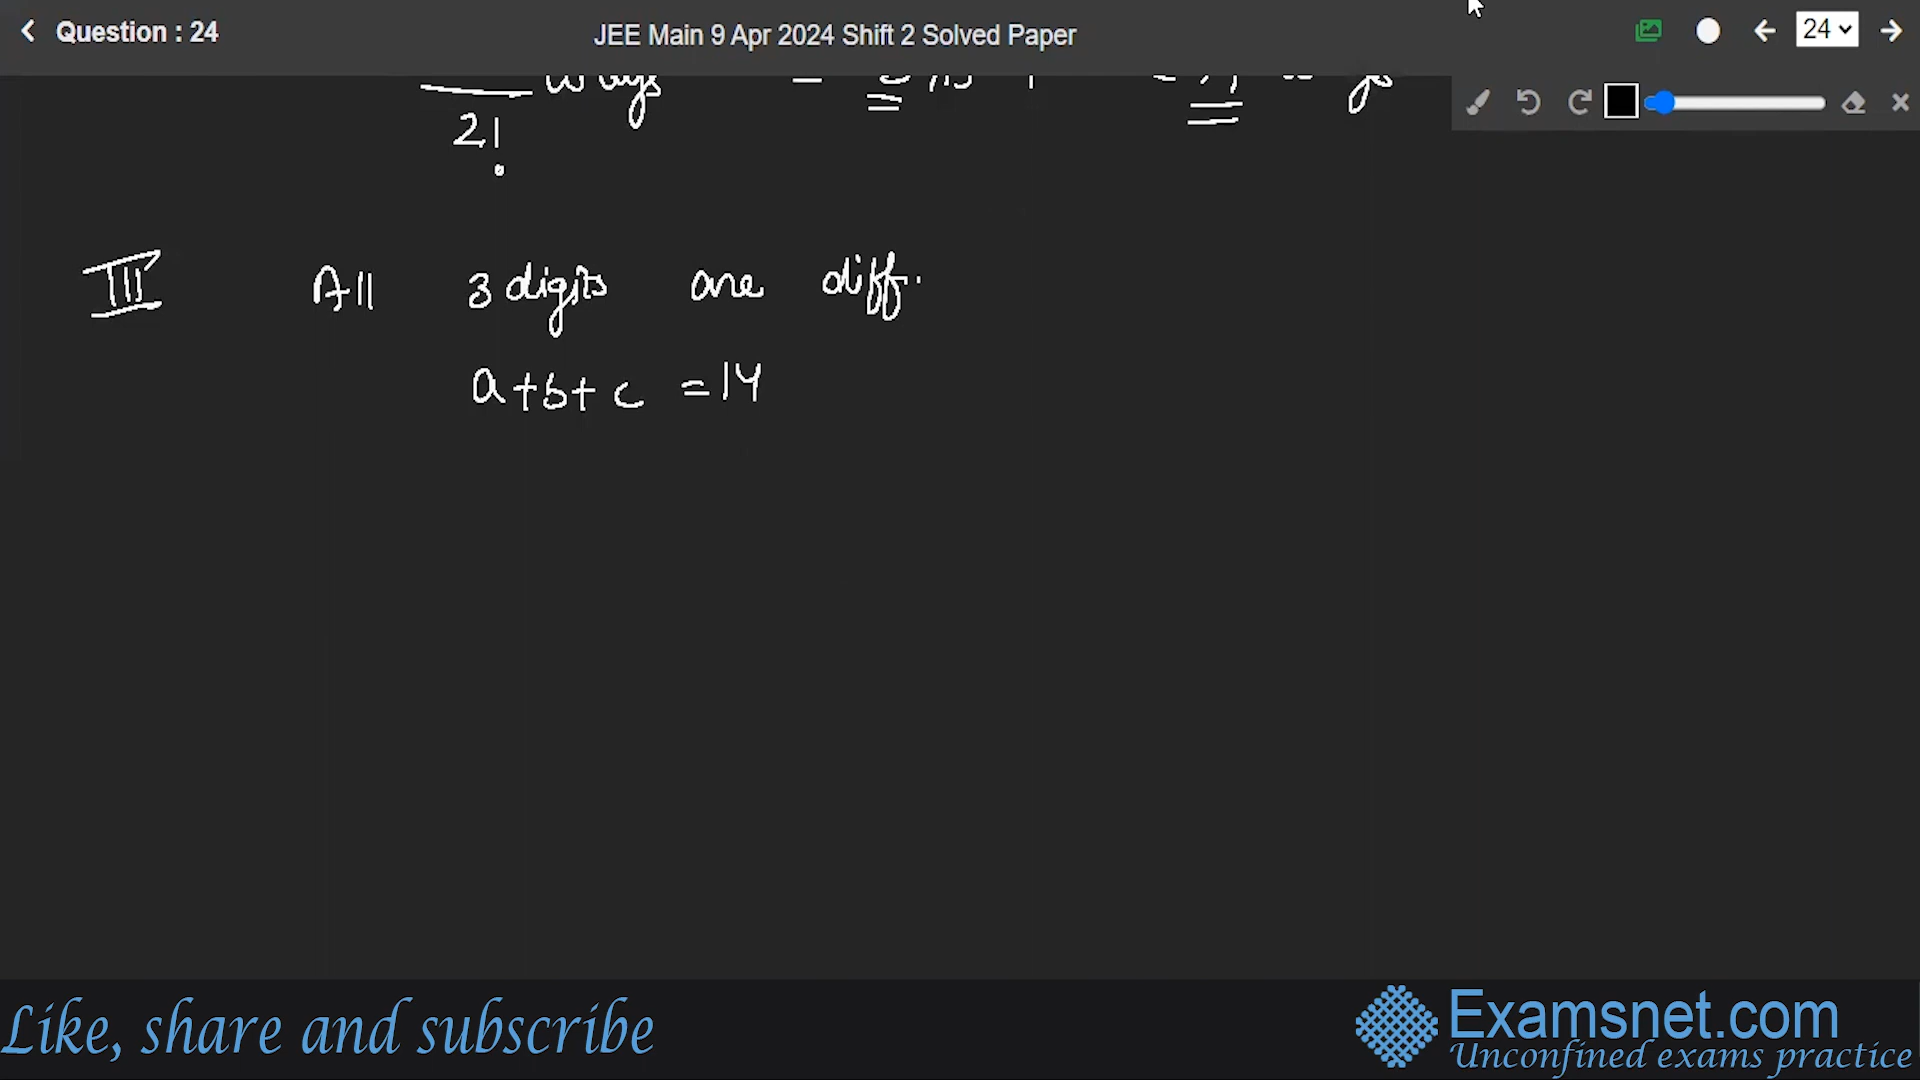 Question : 24
JEE Main 9 Apr 2024 Shift 2 Solved Paper
24
ways
2!
III All 3 digits are diff.
a+b+c =14
Like, share and subscribe
Examsnet.com
Unconfined exams practice